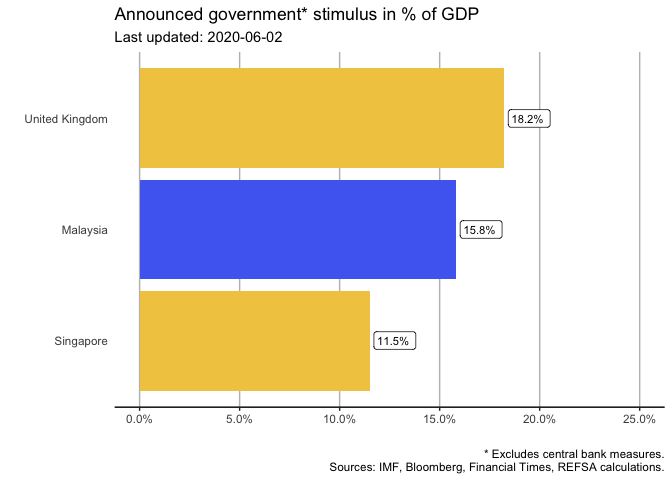 Announced government* stimulus in % of GDP
Last updated: 2020-06-02
United Kingdom
18.2%
Malaysia
15.8%
Singapore
11.5%
0.0% 5.0% 10.0% 15.0% 20.0% 25.0%
* Excludes central bank measures.
Sources: IMF, Bloomberg, Financial Times, REFSA calculations.